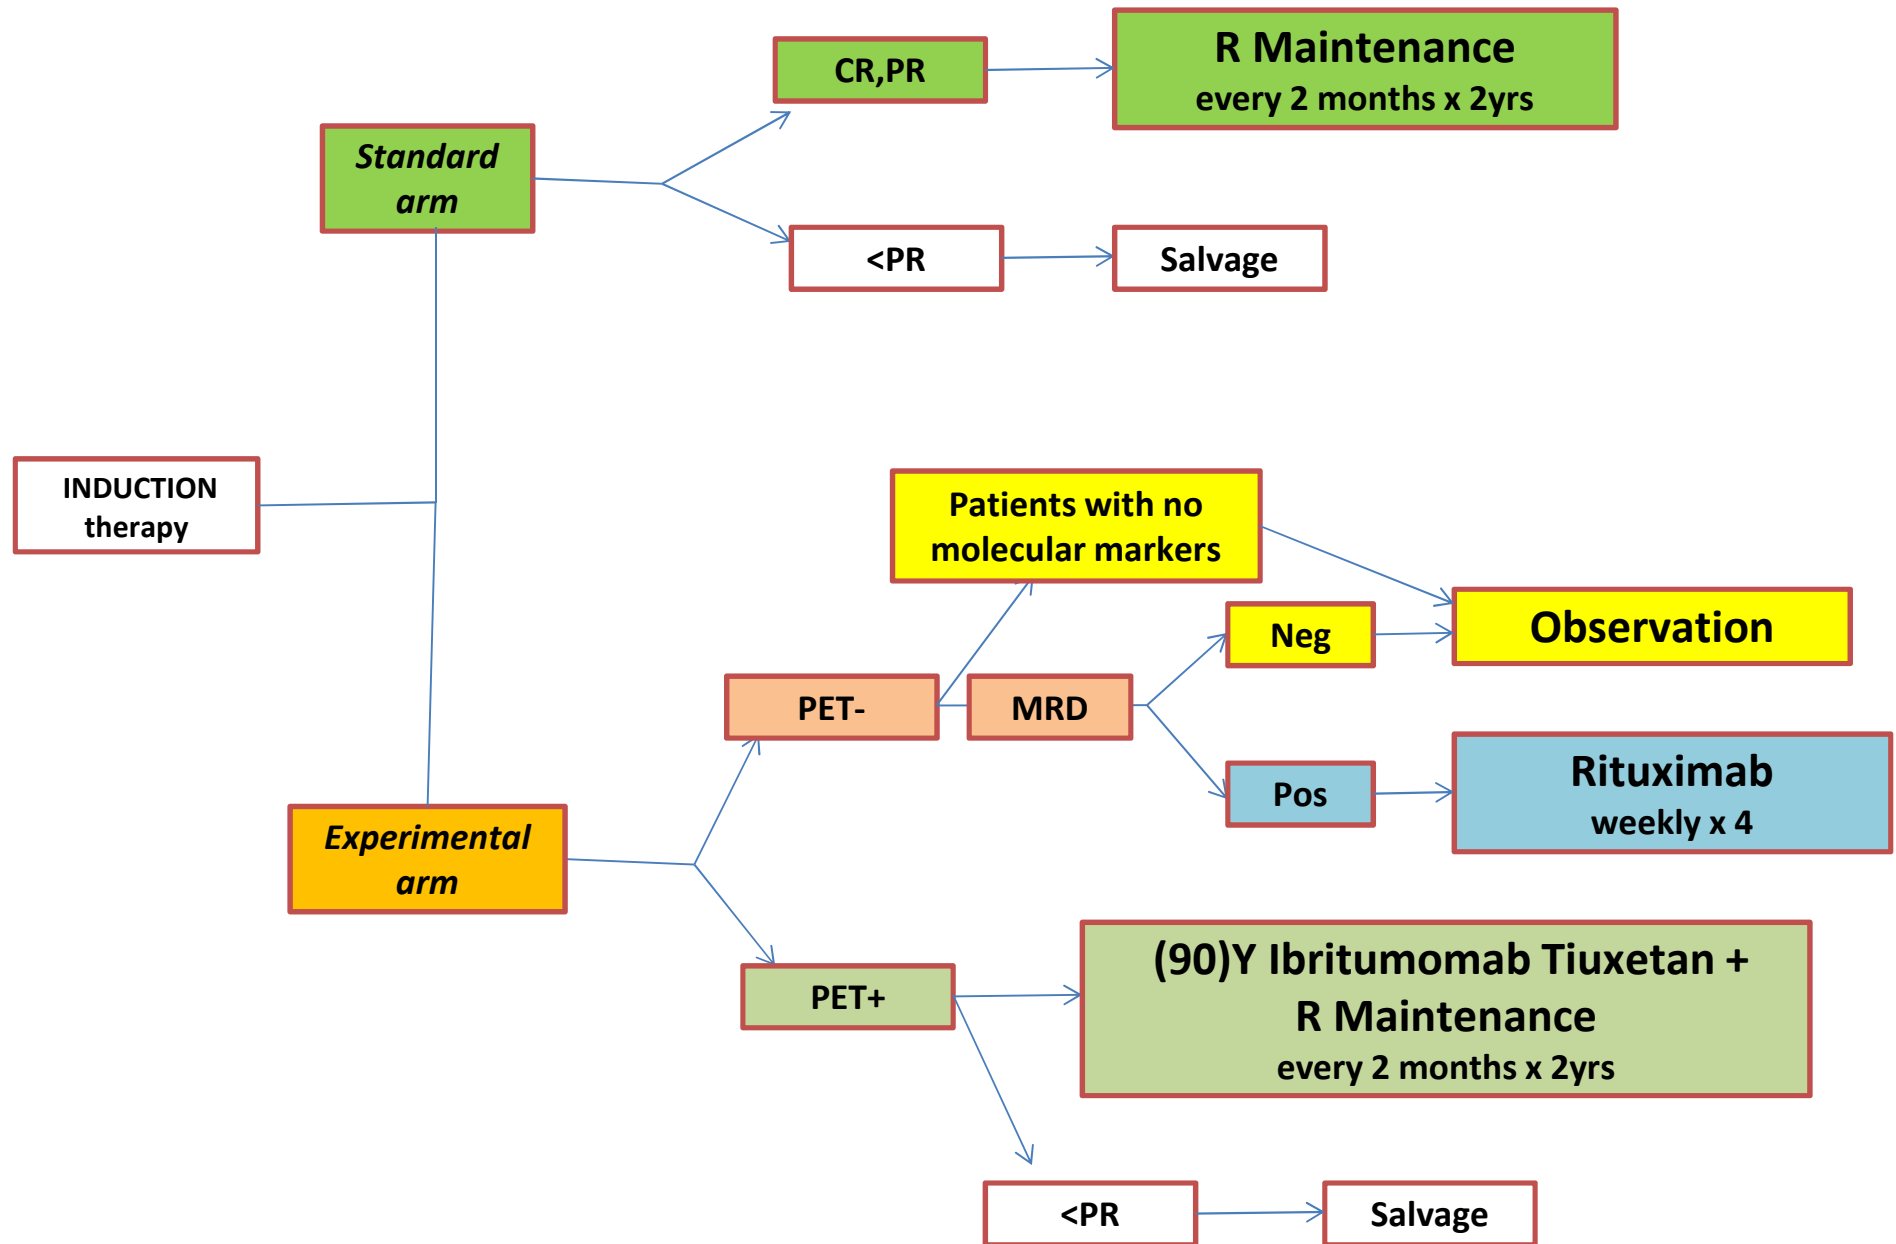 CR,PR
R Maintenance
every 2 months x 2yrs
Standard
arm
<PR
Salvage
INDUCTION
therapy
Patients with no
molecular markers
Neg
Observation
PET-
MRD
Pos
Rituximab
weekly x 4
Experimental
arm
PET+
(90)Y Ibritumomab Tiuxetan +
R Maintenance
every 2 months x 2yrs
<PR
Salvage